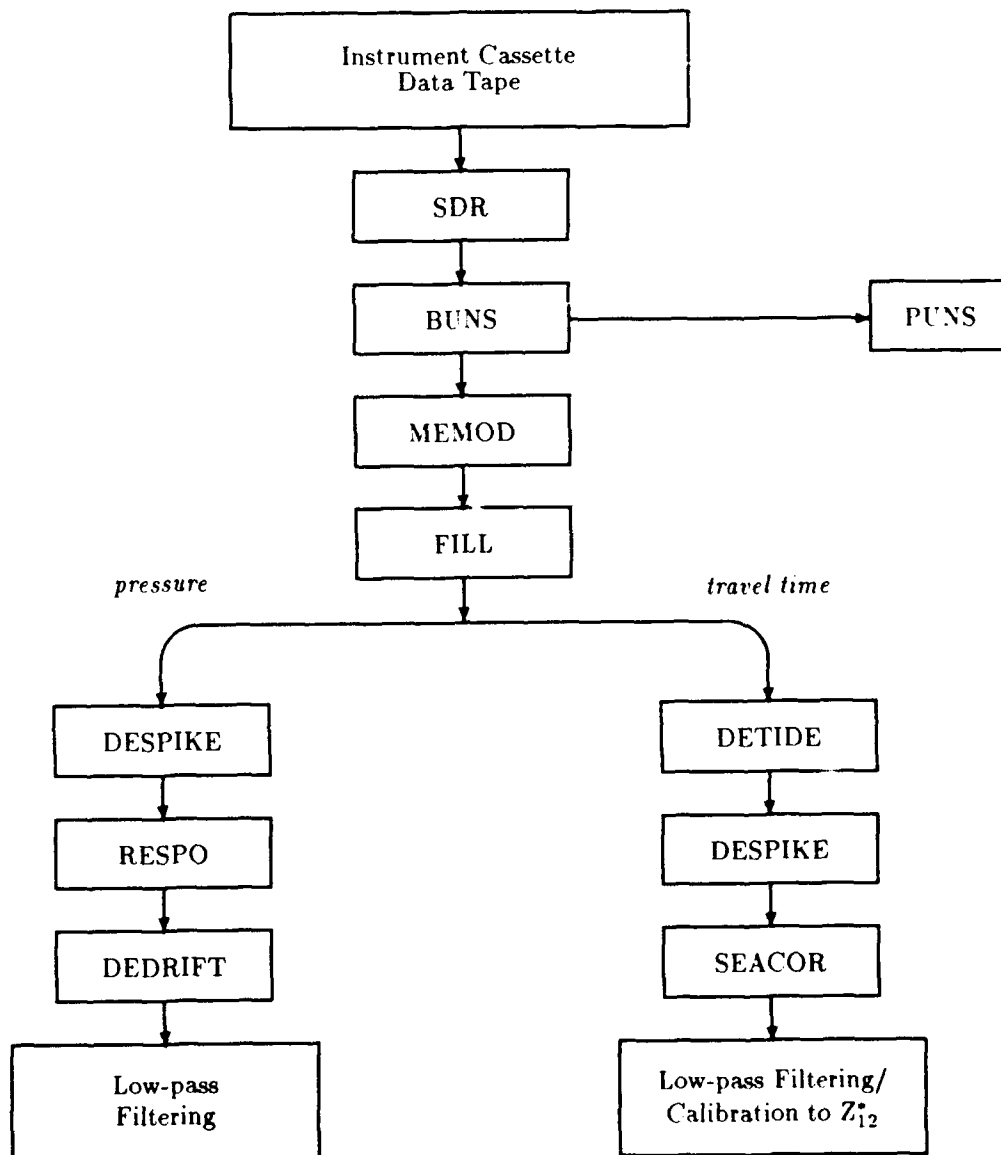 Instrument Cassette
Data Tape
SDR
BUNS
PUNS
MEMOD
FILL
pressure
travel time
DESPIKE
DETIDE
RESPO
DESPIKE
DEDRIFT
SEACOR
Low-pass
Filtering
Low-pass Filtering/
Calibration to Z*12